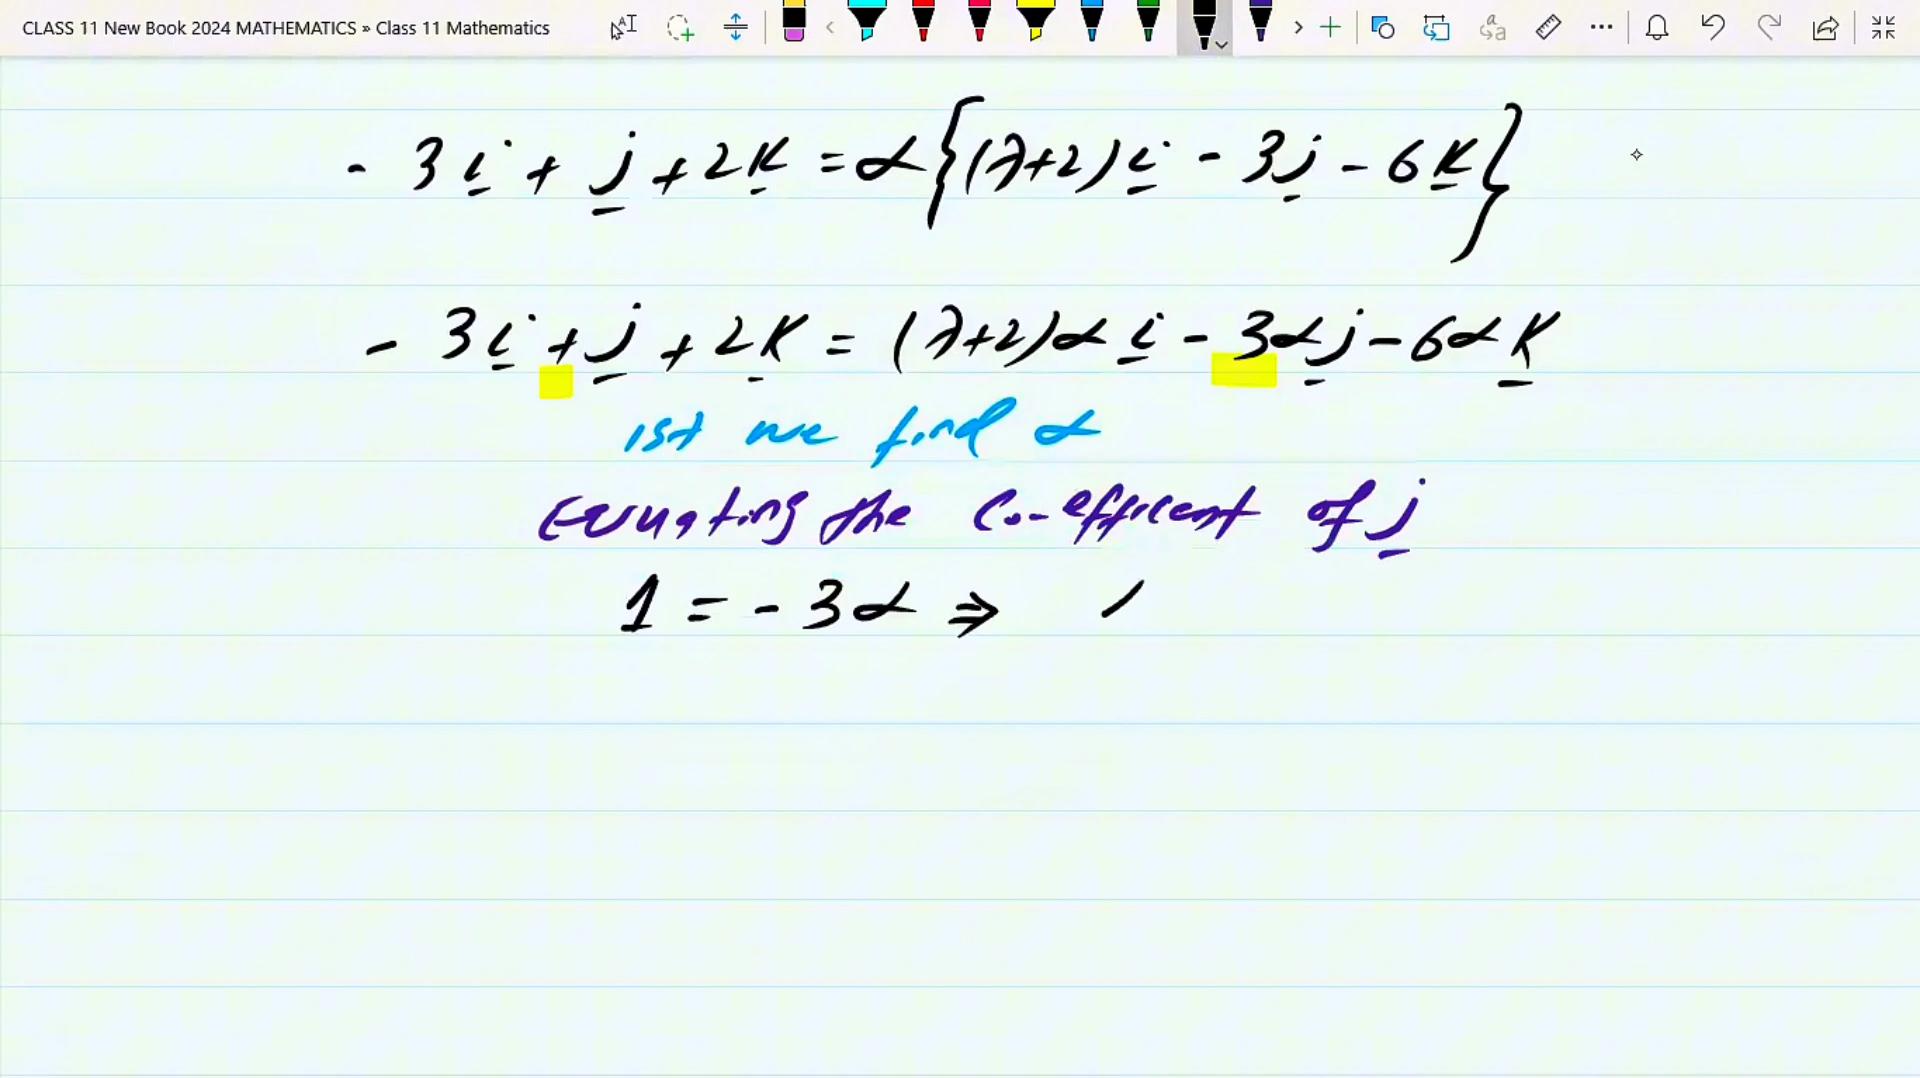 CLASS 11 New Book 2024 MATHEMATICS » Class 11 Mathematics
- 3i + j + 2k = α{(λ+2)i - 3j - 6k}
- 3i + j + 2k = (λ+2)αi - 3αj - 6αk
1st we find α
Equating the Co-efficent of j
1 = - 3α ⇒